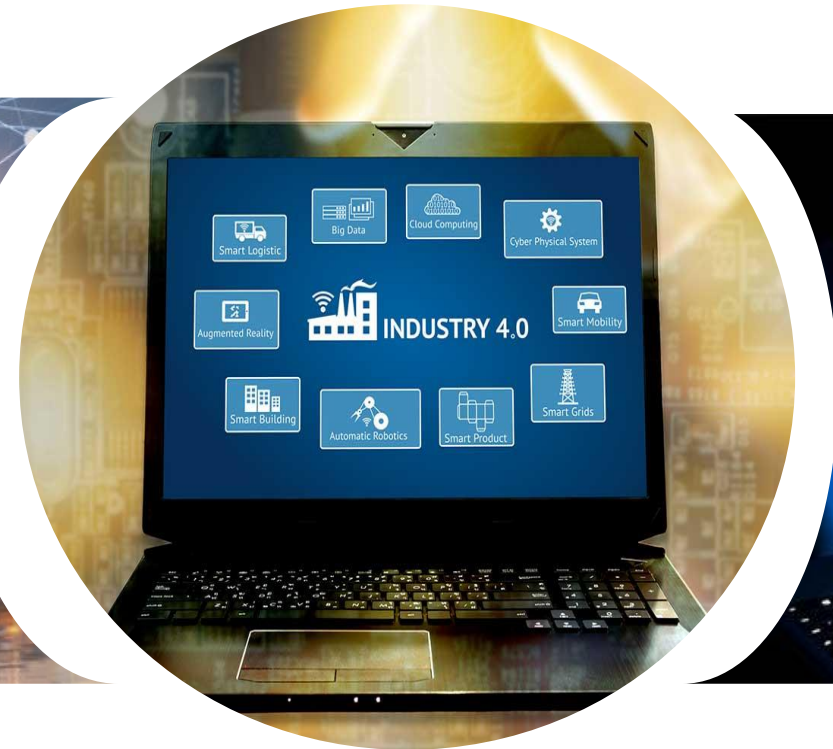 Big Data
Cloud Computing
Smart Logistic
Cyber Physical System
Augmented Reality
INDUSTRY 4.0
Smart Mobility
Smart Building
Automatic Robotics
Smart Product
Smart Grids